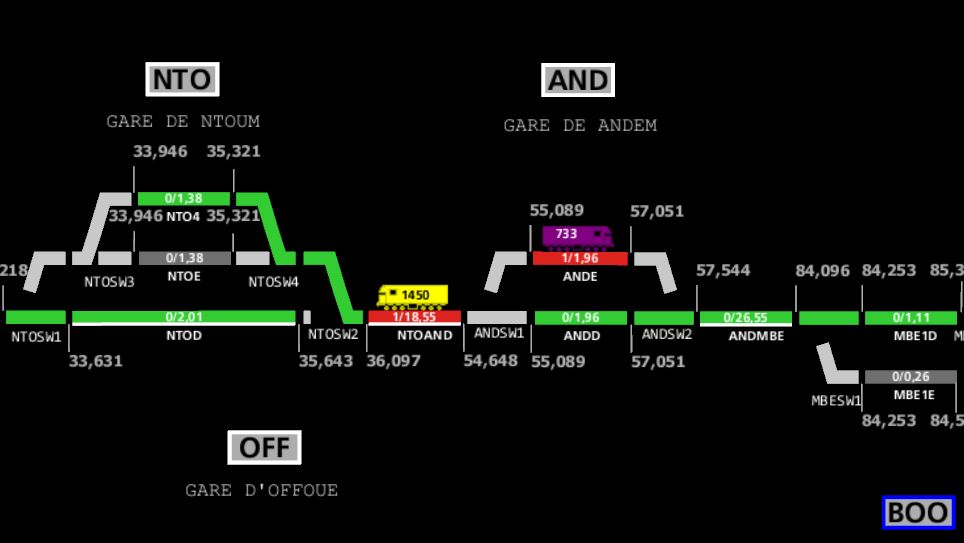 NTO
AND
GARE DE NTOUM
GARE DE ANDEM
33,946 35,321
0/1,38
33,946 NTO4 35,321
55,089 57,051
733
218
0/1,38
1/1,96
57,544 84,096 84,253 85,3
NTOSW3 NTOE NTOSW4
ANDE
1450
0/2,01
1/18,55
0/1,96
0/26,55
0/1,11
NTOSW1 NTOD NTOSW2 NTOAND ANDSW1 ANDD ANDSW2 ANDMBE MBE1D
33,631 35,643 36,097 54,648 55,089 57,051
0/0,26
MBESW1 MBE1E
84,253 84,5
OFF
GARE D'OFFOUE
BOO